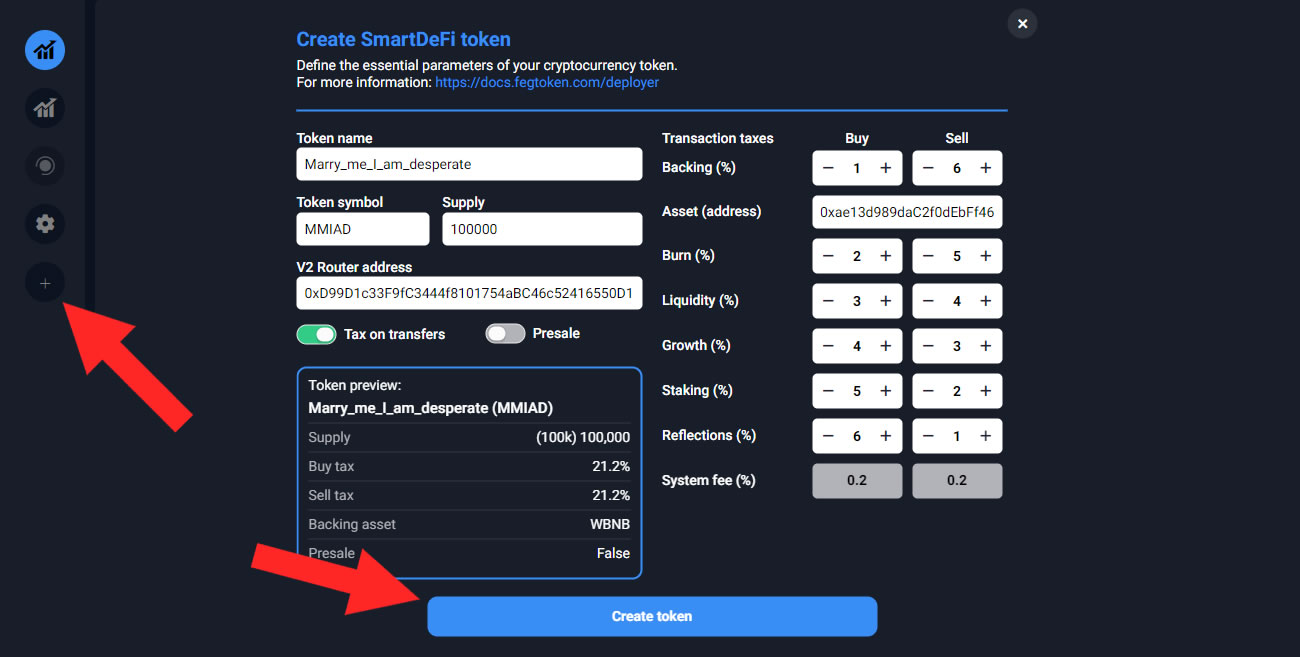 Create SmartDeFi token
Define the essential parameters of your cryptocurrency token.
For more information: https://docs.fegtoken.com/deployer
Token name
Marry_me_I_am_desperate
Token symbol Supply
MMIAD 100000
V2 Router address
0xD99D1c33F9fC3444f8101754aBC46c52416550D1
Tax on transfers Presale
Token preview:
Marry_me_I_am_desperate (MMIAD)
Supply (100k) 100,000
Buy tax 21.2%
Sell tax 21.2%
Backing asset WBNB
Presale False
Transaction taxes Buy Sell
Backing (%) − 1 + − 6 +
Asset (address) 0xae13d989daC2f0dEbFf46
Burn (%) − 2 + − 5 +
Liquidity (%) − 3 + − 4 +
Growth (%) − 4 + − 3 +
Staking (%) − 5 + − 2 +
Reflections (%) − 6 + − 1 +
System fee (%) 0.2 0.2
Create token